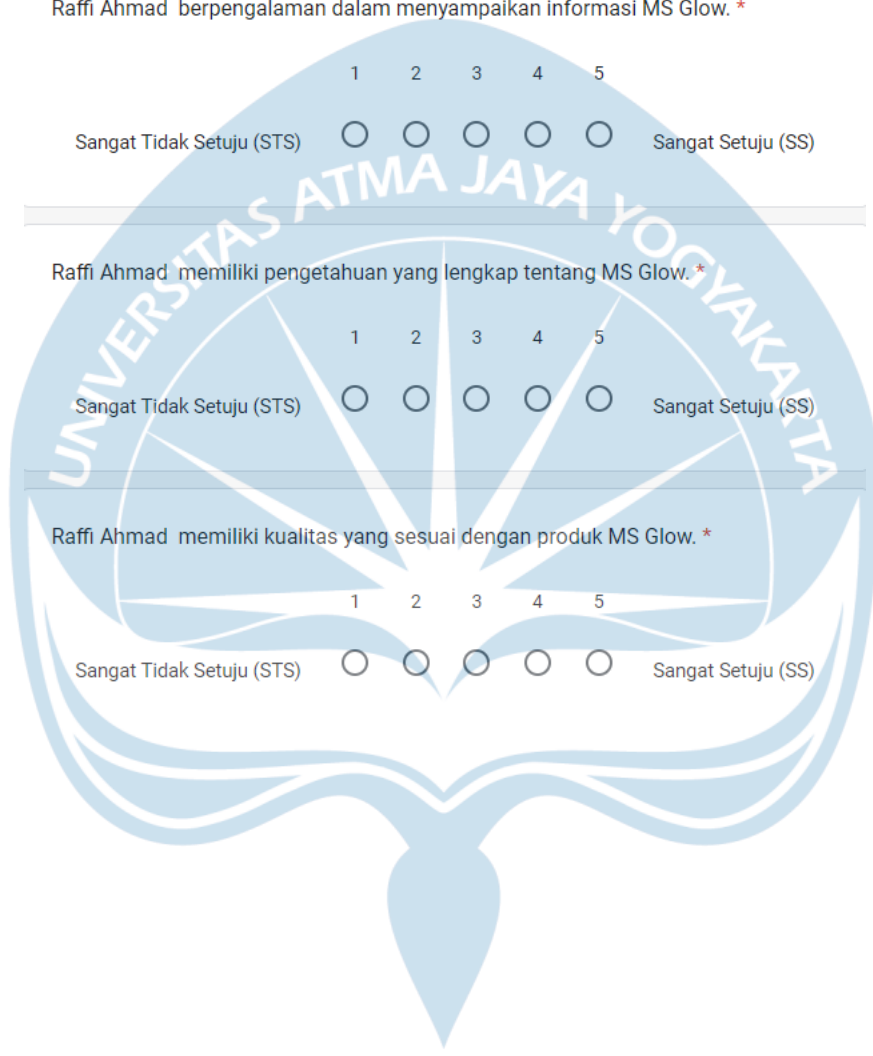 Raffi Ahmad berpengalaman dalam menyampaikan informasi MS Glow. *
1 2 3 4 5
Sangat Tidak Setuju (STS) Sangat Setuju (SS)
UNIVERSITAS ATMA JAYA YOGYAKARTA
Raffi Ahmad memiliki pengetahuan yang lengkap tentang MS Glow. *
1 2 3 4 5
Sangat Tidak Setuju (STS) Sangat Setuju (SS)
Raffi Ahmad memiliki kualitas yang sesuai dengan produk MS Glow. *
1 2 3 4 5
Sangat Tidak Setuju (STS) Sangat Setuju (SS)